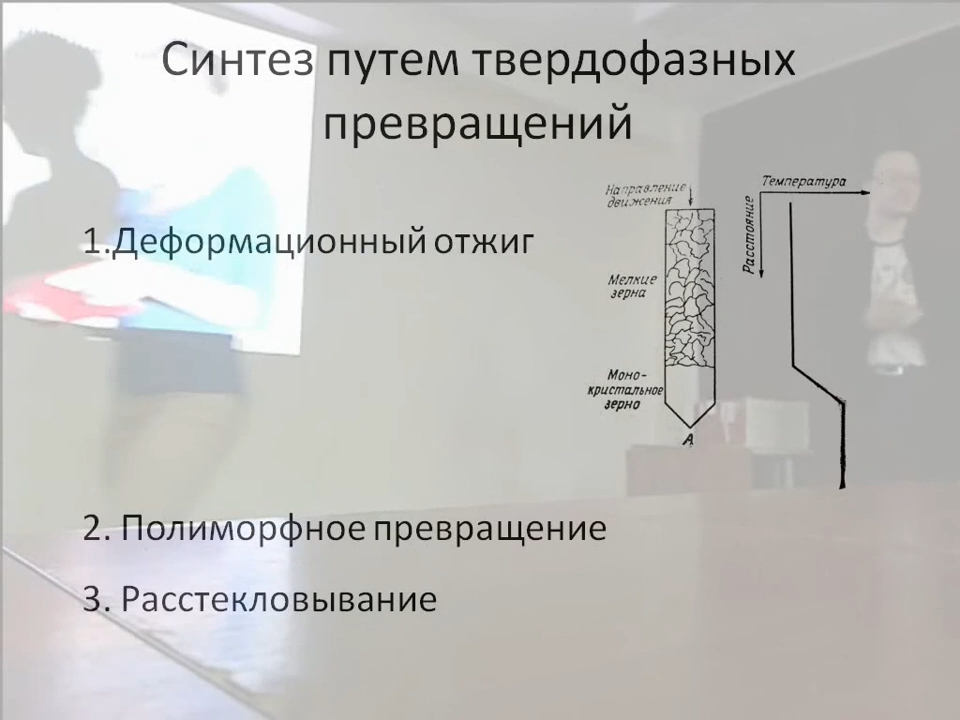 Синтез путем твердофазных
превращений
1.Деформационный отжиг
Направление
движения
Мелкие
зерна
Моно-
кристальное
зерно
А
Температура
Расстояние
2. Полиморфное превращение
3. Расстекловывание